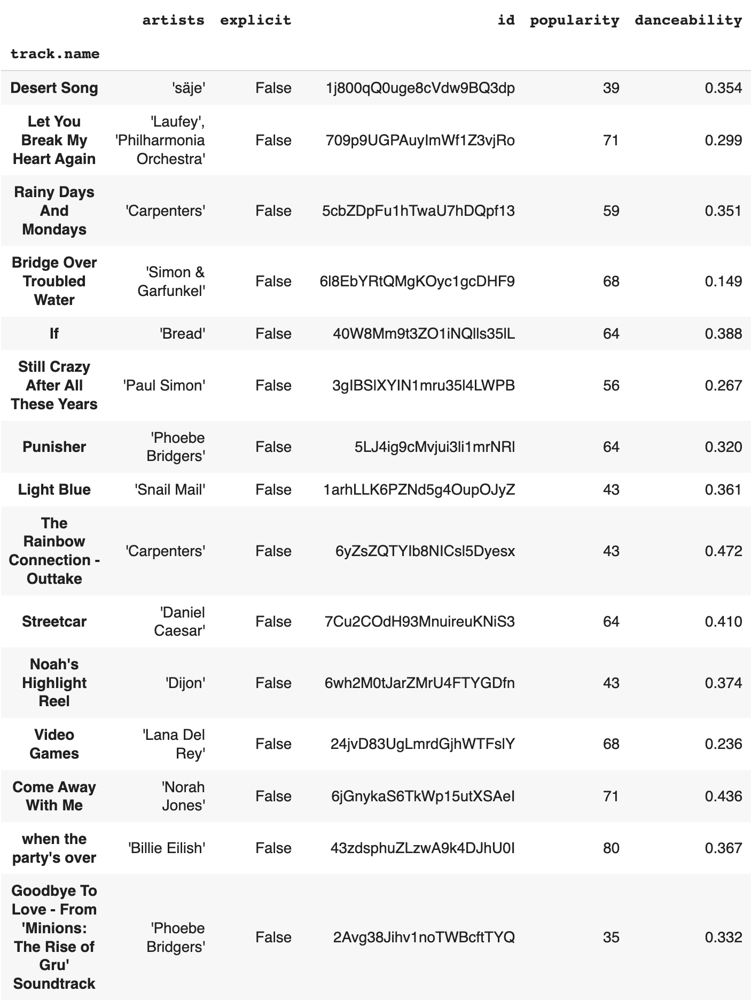 artists explicit id popularity danceability
track.name
Desert Song 'säje' False 1j800qQ0uge8cVdw9BQ3dp 39 0.354
Let You Break My Heart Again 'Laufey', 'Philharmonia Orchestra' False 709p9UGPAuyImWf1Z3vjRo 71 0.299
Rainy Days And Mondays 'Carpenters' False 5cbZDpFu1hTwaU7hDQpf13 59 0.351
Bridge Over Troubled Water 'Simon & Garfunkel' False 6l8EbYRtQMgKOyc1gcDHF9 68 0.149
If 'Bread' False 40W8Mm9t3ZO1iNQlls35lL 64 0.388
Still Crazy After All These Years 'Paul Simon' False 3gIBSIXYIN1mru35l4LWPB 56 0.267
Punisher 'Phoebe Bridgers' False 5LJ4ig9cMvjui3li1mrNRl 64 0.320
Light Blue 'Snail Mail' False 1arhLLK6PZNd5g4OupOJyZ 43 0.361
The Rainbow Connection - Outtake 'Carpenters' False 6yZsZQTYIb8NICsI5Dyesx 43 0.472
Streetcar 'Daniel Caesar' False 7Cu2COdH93MnuireuKNiS3 64 0.410
Noah's Highlight Reel 'Dijon' False 6wh2M0tJarZMrU4FTYGDfn 43 0.374
Video Games 'Lana Del Rey' False 24jvD83UgLmrdGjhWTFslY 68 0.236
Come Away With Me 'Norah Jones' False 6jGnykaS6TkWp15utXSAeI 71 0.436
when the party's over 'Billie Eilish' False 43zdsphuZLzwA9k4DJhU0I 80 0.367
Goodbye To Love - From 'Minions: The Rise of Gru' Soundtrack 'Phoebe Bridgers' False 2Avg38Jihv1noTWBcftTYQ 35 0.332